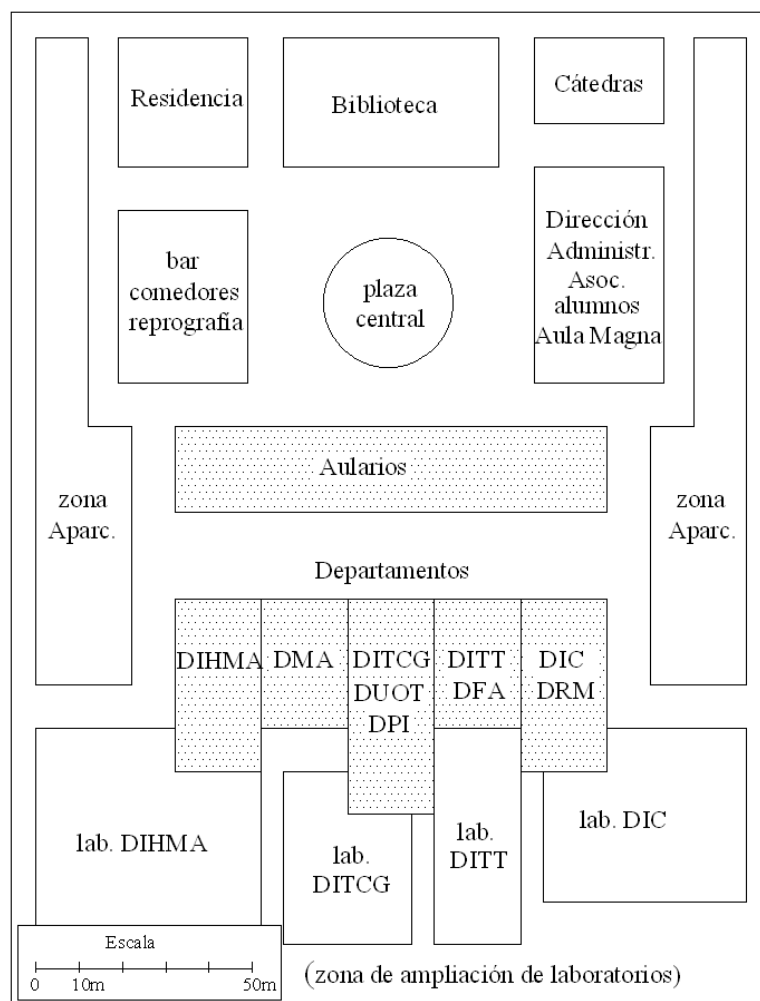 Residencia
Biblioteca
Cátedras
bar
comedores
reprografía
plaza
central
Dirección
Administr.
Asoc.
alumnos
Aula Magna
zona
Aparc.
Aularios
zona
Aparc.
Departamentos
DIHMA
DMA
DITCG
DUOT
DPI
DITT
DFA
DIC
DRM
lab. DIHMA
lab.
DITCG
lab.
DITT
lab. DIC
Escala
0 10m 50m
(zona de ampliación de laboratorios)